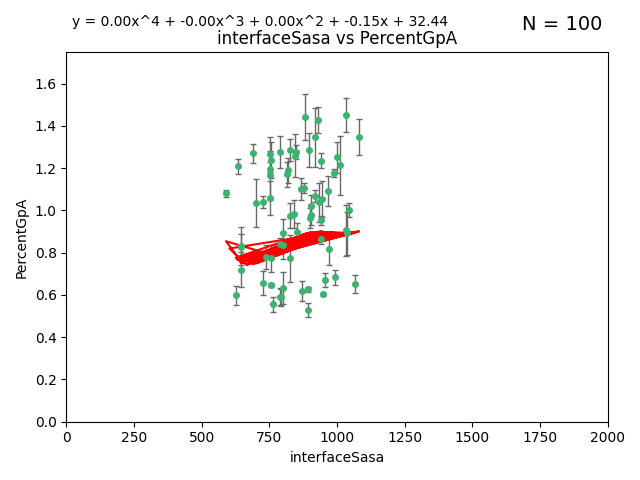 y = 0.00x^4 + -0.00x^3 + 0.00x^2 + -0.15x + 32.44
N = 100
interfaceSasa vs PercentGpA
PercentGpA
1.6
1.4
1.2
1.0
0.8
0.6
0.4
0.2
0.0
0 250 500 750 1000 1250 1500 1750 2000
interfaceSasa